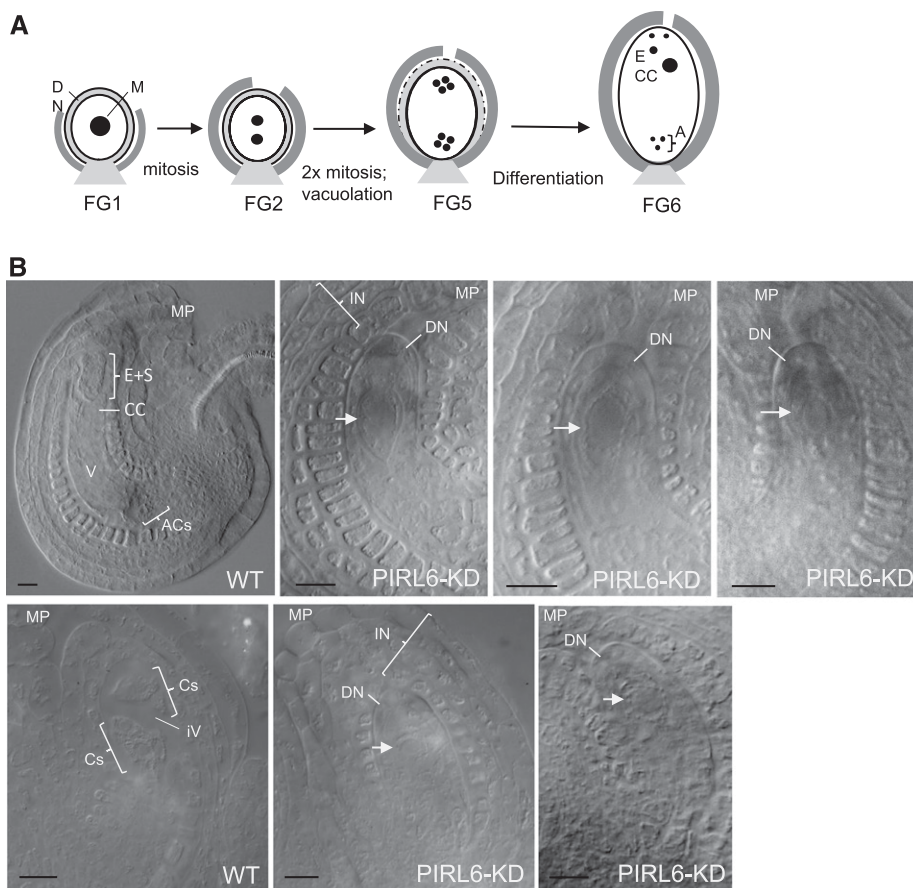 A
D
N
M
E
CC
A
mitosis
2x mitosis;
vacuolation
Differentiation
FG1
FG2
FG5
FG6
B
MP
E+S
CC
V
ACs
WT
IN
MP
DN
PIRL6-KD
MP
DN
PIRL6-KD
MP
DN
PIRL6-KD
MP
Cs
iV
Cs
WT
MP
IN
DN
PIRL6-KD
MP
DN
PIRL6-KD